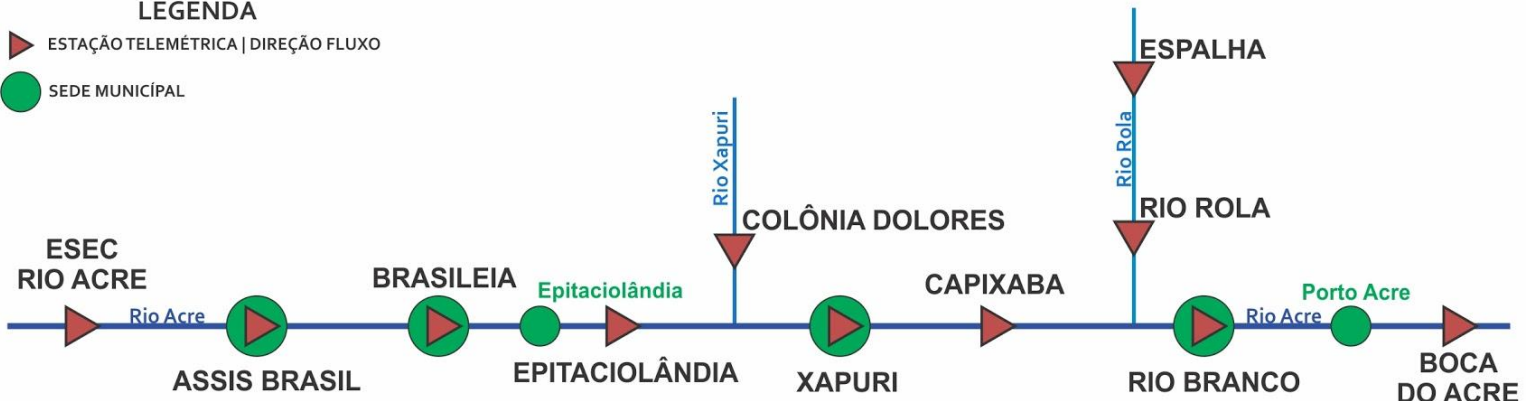 LEGENDA
ESTAÇÃO TELEMÉTRICA | DIREÇÃO FLUXO
SEDE MUNICÍPAL
ESPALHA
Rio Xapuri
Rio Rola
COLÔNIA DOLORES
RIO ROLA
ESEC
RIO ACRE
BRASILEIA
Epitaciolândia
CAPIXABA
Porto Acre
Rio Acre
Rio Acre
ASSIS BRASIL
EPITACIOLÂNDIA
XAPURI
RIO BRANCO
BOCA
DO ACRE